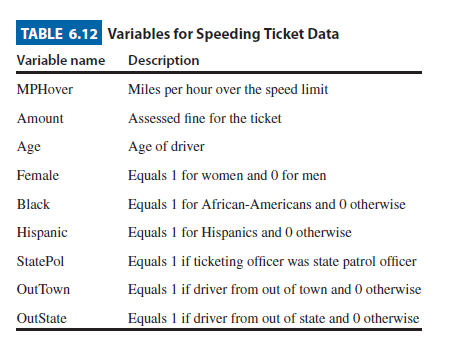 TABLE 6.12 Variables for Speeding Ticket Data
Variable name Description
MPHover Miles per hour over the speed limit
Amount Assessed fine for the ticket
Age Age of driver
Female Equals 1 for women and 0 for men
Black Equals 1 for African-Americans and 0 otherwise
Hispanic Equals 1 for Hispanics and 0 otherwise
StatePol Equals 1 if ticketing officer was state patrol officer
OutTown Equals 1 if driver from out of town and 0 otherwise
OutState Equals 1 if driver from out of state and 0 otherwise